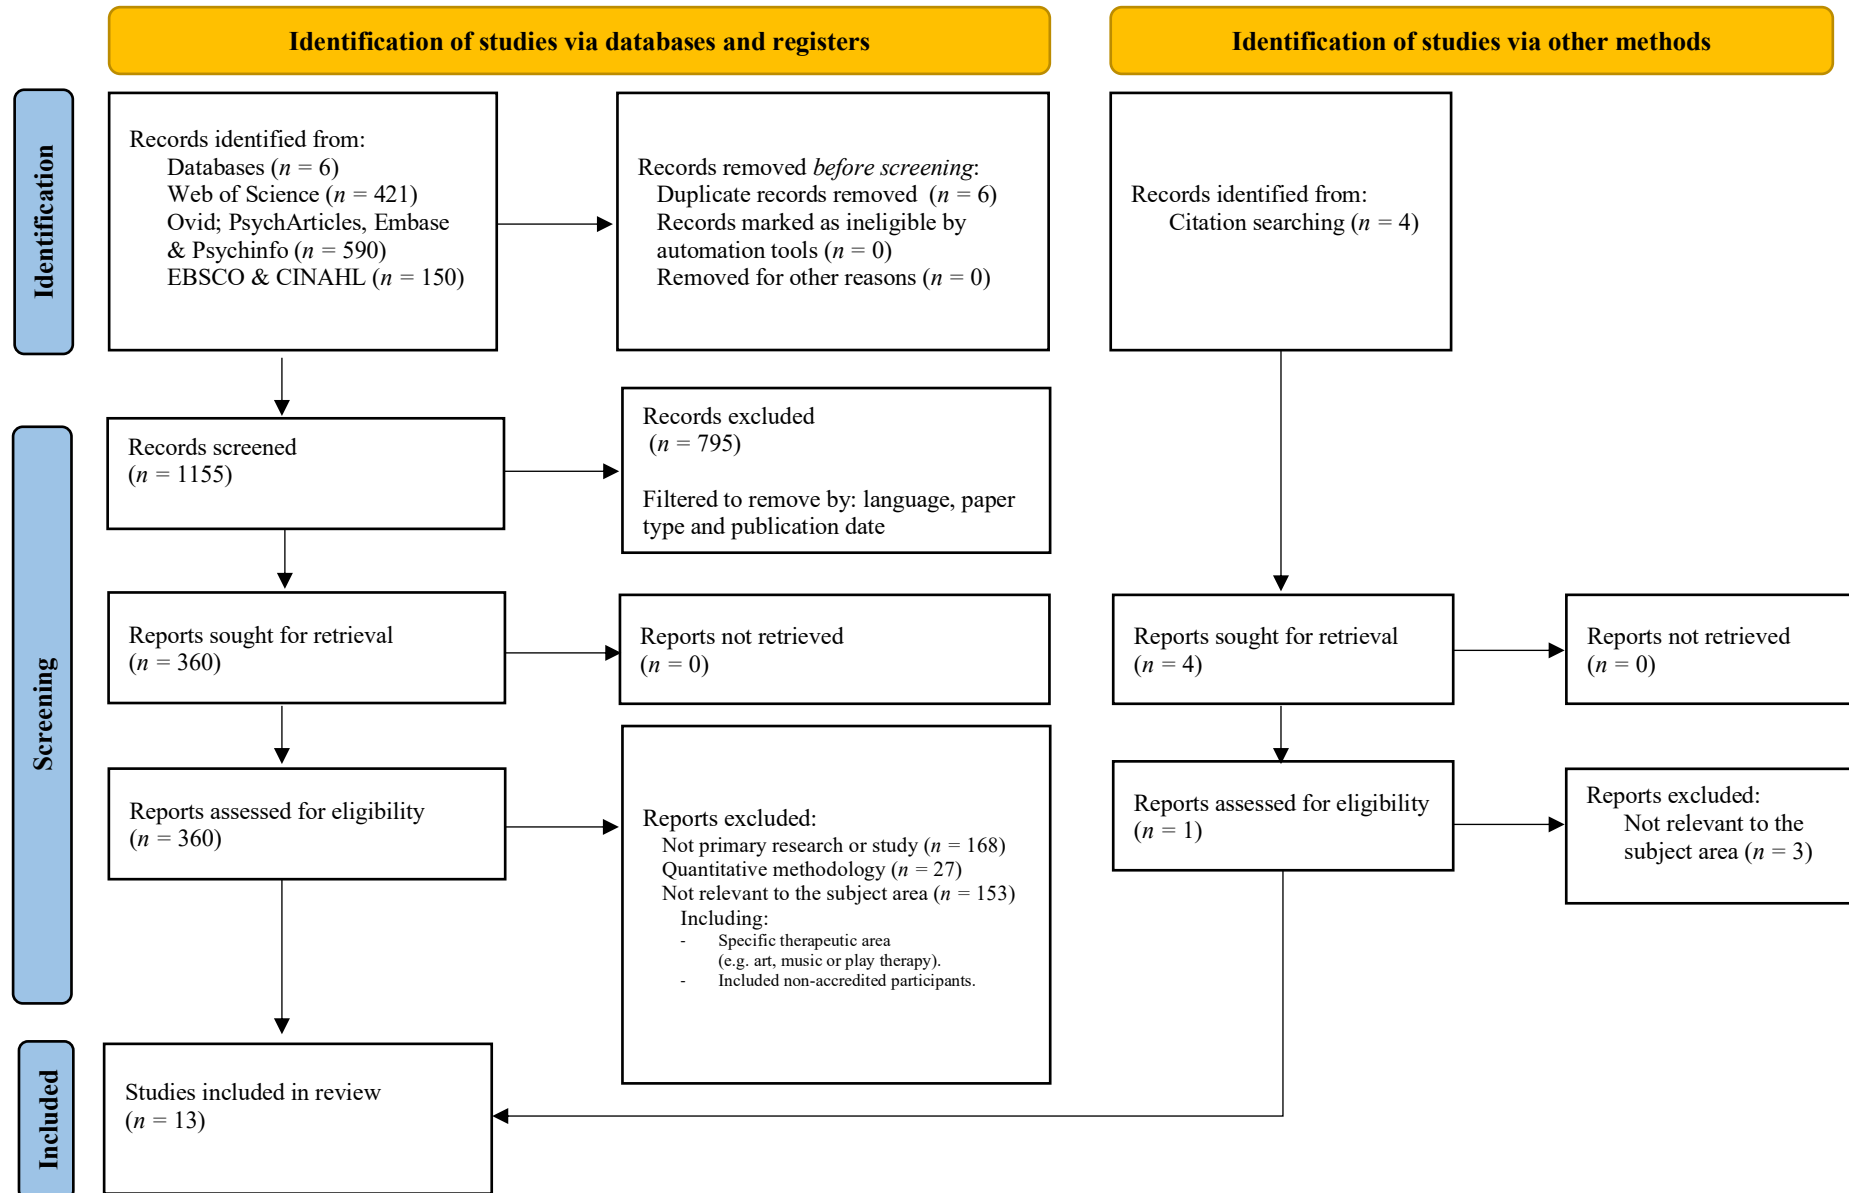 Identification of studies via databases and registers
Identification of studies via other methods
Identification
Records identified from:
Databases (n = 6)
Web of Science (n = 421)
Ovid; PsychArticles, Embase
& Psychinfo (n = 590)
EBSCO & CINAHL (n = 150)
Records removed before screening:
Duplicate records removed (n = 6)
Records marked as ineligible by
automation tools (n = 0)
Removed for other reasons (n = 0)
Records identified from:
Citation searching (n = 4)
Screening
Records screened
(n = 1155)
Records excluded
(n = 795)
Filtered to remove by: language, paper
type and publication date
Reports sought for retrieval
(n = 360)
Reports not retrieved
(n = 0)
Reports sought for retrieval
(n = 4)
Reports not retrieved
(n = 0)
Reports assessed for eligibility
(n = 360)
Reports excluded:
Not primary research or study (n = 168)
Quantitative methodology (n = 27)
Not relevant to the subject area (n = 153)
Including:
- Specific therapeutic area
(e.g. art, music or play therapy).
- Included non-accredited participants.
Reports assessed for eligibility
(n = 1)
Reports excluded:
Not relevant to the
subject area (n = 3)
Included
Studies included in review
(n = 13)